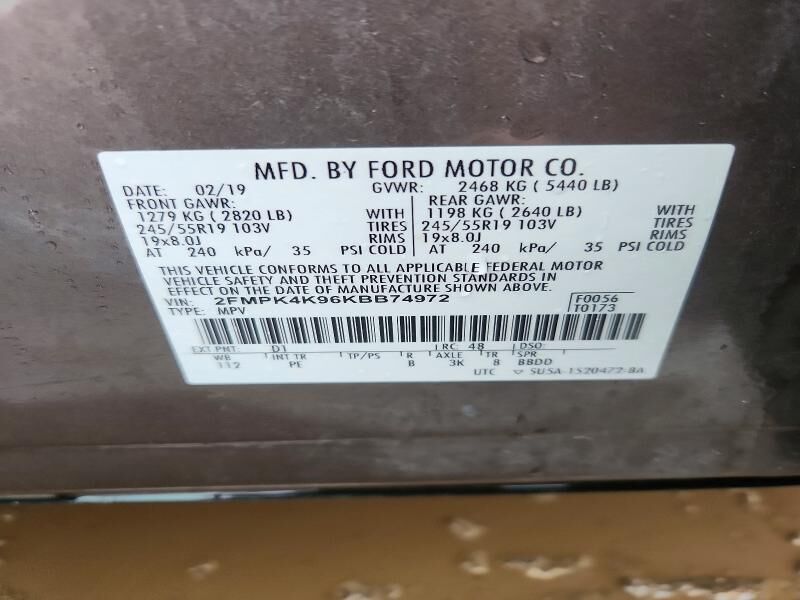 MFD. BY FORD MOTOR CO.
DATE: 02/19 GVWR: 2468 KG ( 5440 LB)
FRONT GAWR: REAR GAWR:
1279 KG ( 2820 LB) WITH 1198 KG ( 2640 LB) WITH
245/55R19 103V TIRES 245/55R19 103V TIRES
19x8.0J RIMS 19x8.0J RIMS
AT 240 kPa/ 35 PSI COLD AT 240 kPa/ 35 PSI COLD
THIS VEHICLE CONFORMS TO ALL APPLICABLE FEDERAL MOTOR
VEHICLE SAFETY AND THEFT PREVENTION STANDARDS IN
EFFECT ON THE DATE OF MANUFACTURE SHOWN ABOVE.
VIN: 2FMPK4K96KBB74972 F0056
TYPE: MPV T0173
EXT PNT: D1 RC: 48 DSO:
WB INT TR TP/PS R AXLE TR SPR
112 PE B 3K 8 BBDD
UTC ▽ SU5A-1520472-BA